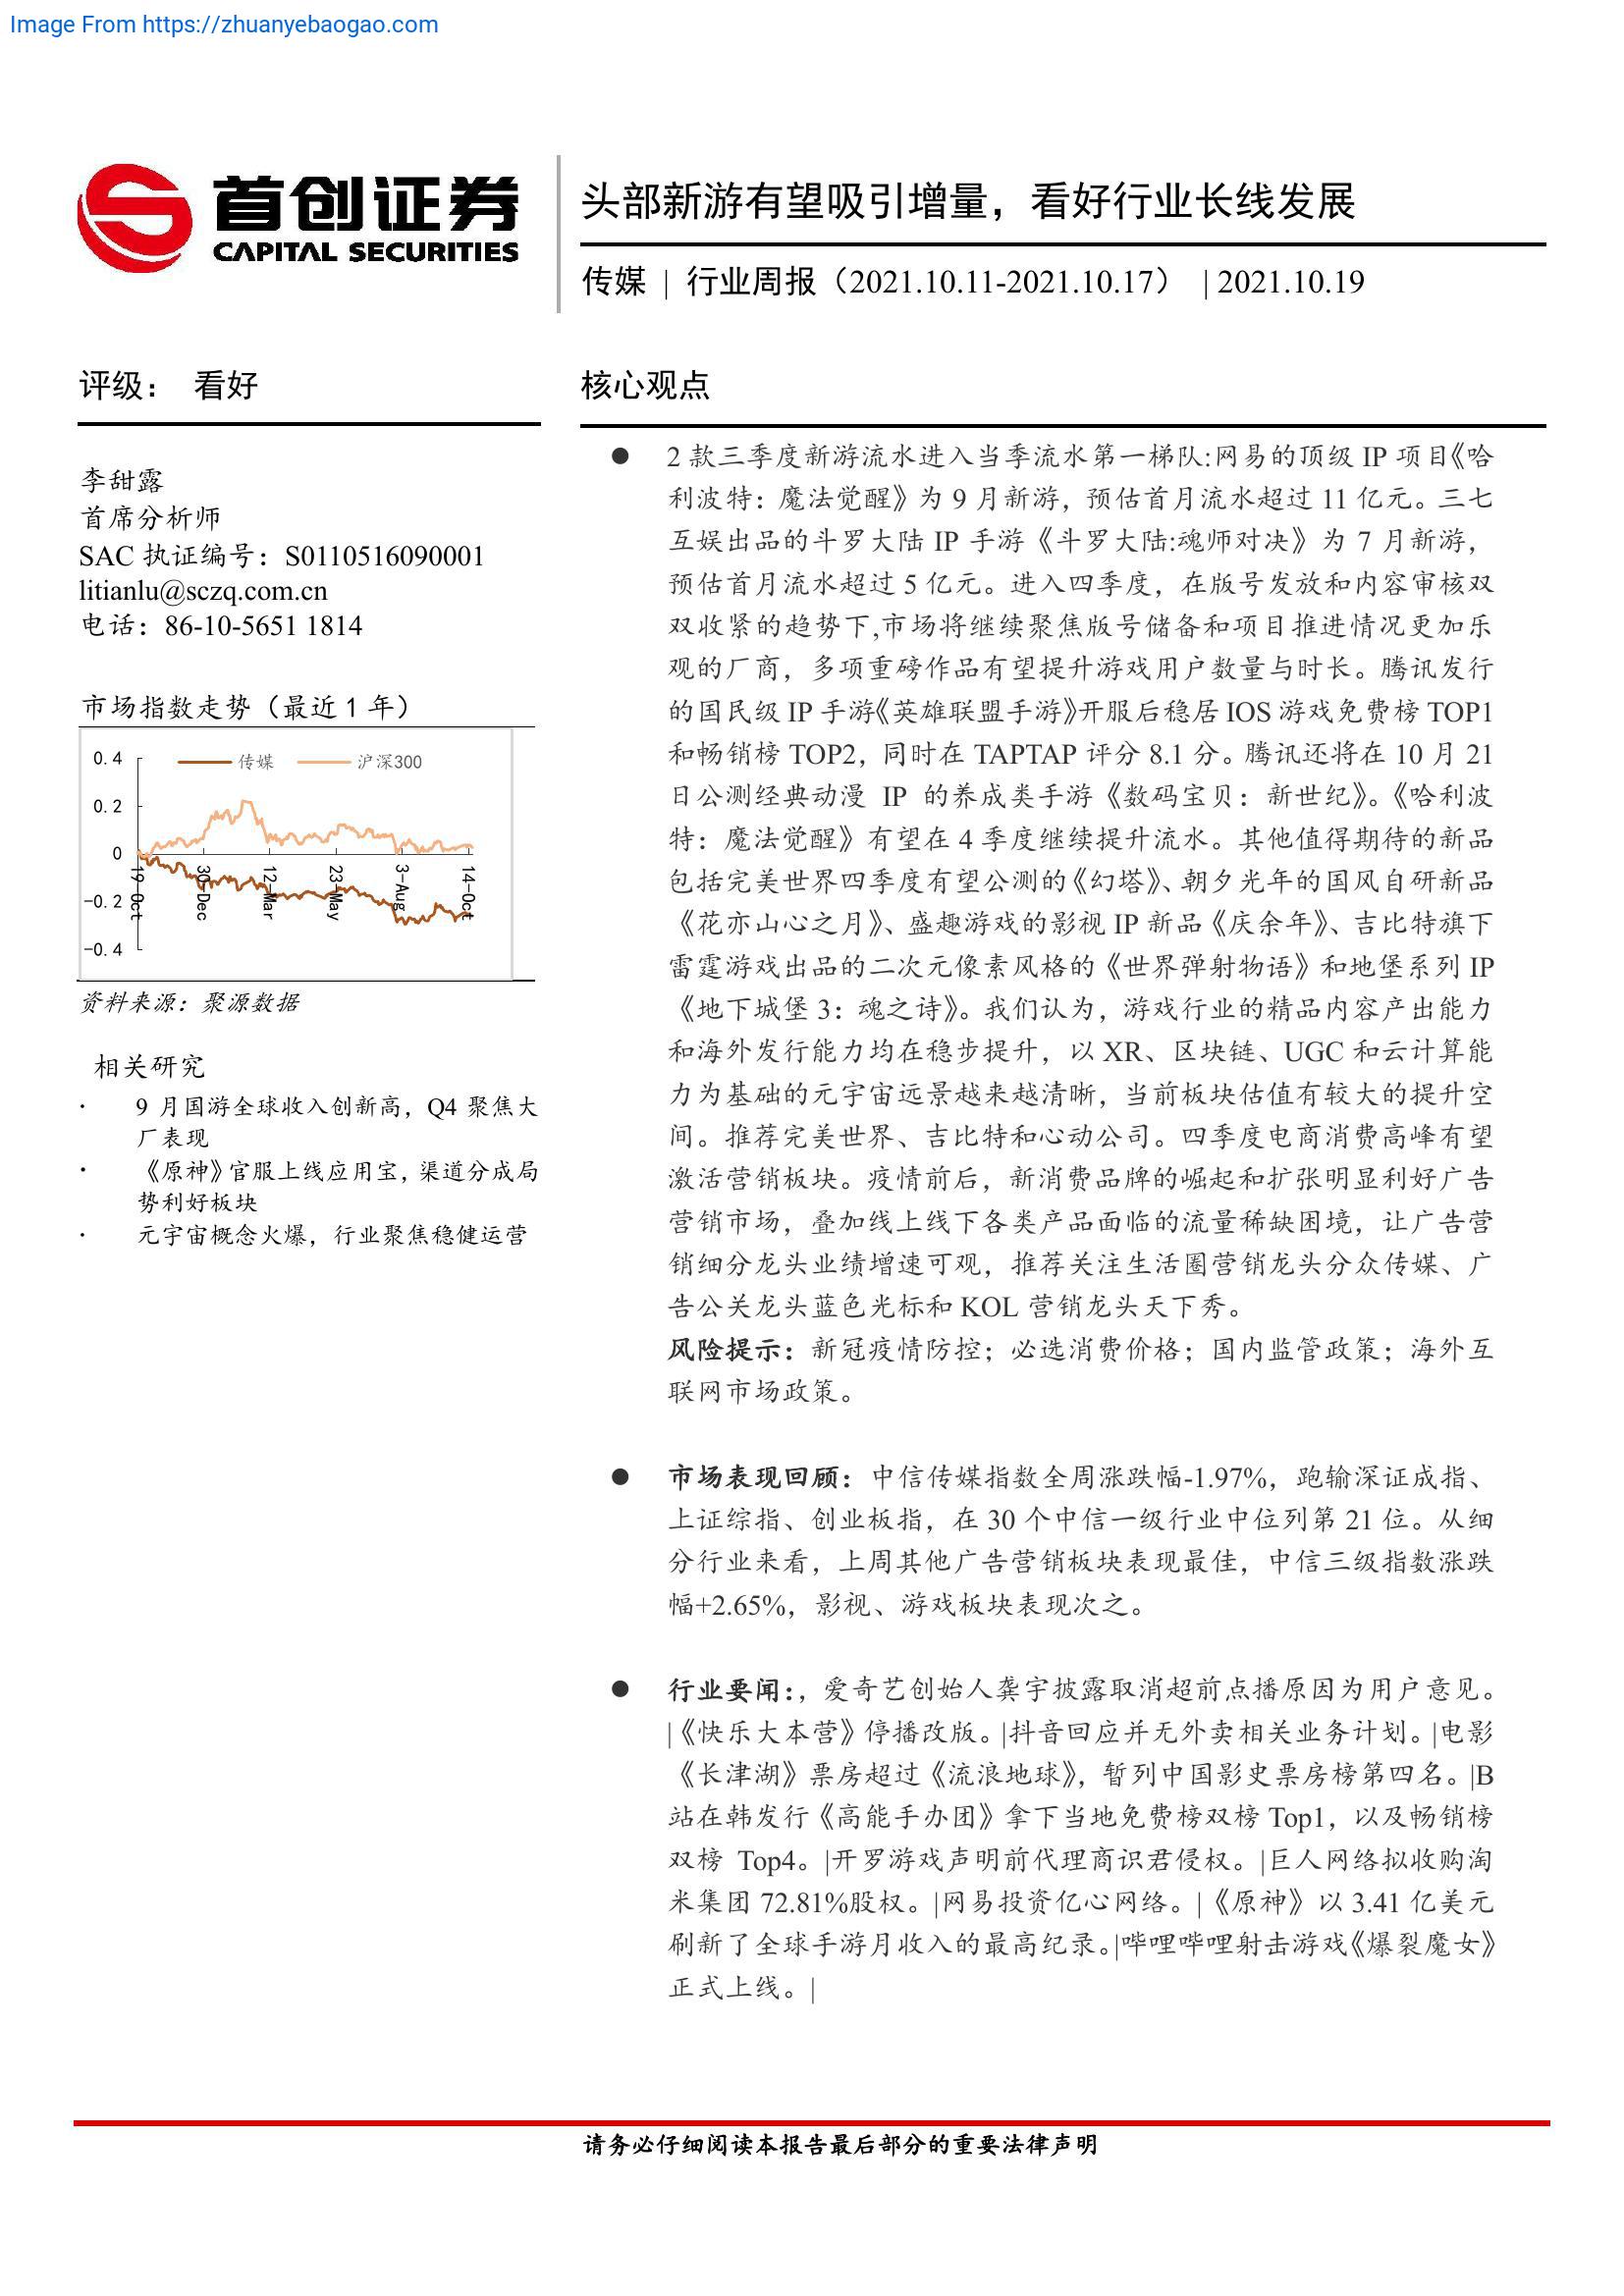 Image From https://zhuanyebaogao.com
首创证券
CAPITAL SECURITIES
头部新游有望吸引增量，看好行业长线发展
传媒 | 行业周报（2021.10.11-2021.10.17） | 2021.10.19
评级： 看好
李甜露
首席分析师
SAC 执证编号：S0110516090001
litianlu@sczq.com.cn
电话：86-10-5651 1814
市场指数走势（最近 1 年）
传媒 沪深300
0.4
0.2
0
-0.2
-0.4
19-Oct
30-Dec
12-Mar
23-May
3-Aug
14-Oct
资料来源：聚源数据
相关研究
· 9 月国游全球收入创新高，Q4 聚焦大
厂表现
· 《原神》官服上线应用宝，渠道分成局
势利好板块
· 元宇宙概念火爆，行业聚焦稳健运营
核心观点
● 2 款三季度新游流水进入当季流水第一梯队:网易的顶级 IP 项目《哈
利波特：魔法觉醒》为 9 月新游，预估首月流水超过 11 亿元。三七
互娱出品的斗罗大陆 IP 手游《斗罗大陆:魂师对决》为 7 月新游，
预估首月流水超过 5 亿元。进入四季度，在版号发放和内容审核双
双收紧的趋势下,市场将继续聚焦版号储备和项目推进情况更加乐
观的厂商，多项重磅作品有望提升游戏用户数量与时长。腾讯发行
的国民级 IP 手游《英雄联盟手游》开服后稳居 IOS 游戏免费榜 TOP1
和畅销榜 TOP2，同时在 TAPTAP 评分 8.1 分。腾讯还将在 10 月 21
日公测经典动漫 IP 的养成类手游《数码宝贝：新世纪》。《哈利波
特：魔法觉醒》有望在 4 季度继续提升流水。其他值得期待的新品
包括完美世界四季度有望公测的《幻塔》、朝夕光年的国风自研新品
《花亦山心之月》、盛趣游戏的影视 IP 新品《庆余年》、吉比特旗下
雷霆游戏出品的二次元像素风格的《世界弹射物语》和地堡系列 IP
《地下城堡 3：魂之诗》。我们认为，游戏行业的精品内容产出能力
和海外发行能力均在稳步提升，以 XR、区块链、UGC 和云计算能
力为基础的元宇宙远景越来越清晰，当前板块估值有较大的提升空
间。推荐完美世界、吉比特和心动公司。四季度电商消费高峰有望
激活营销板块。疫情前后，新消费品牌的崛起和扩张明显利好广告
营销市场，叠加线上线下各类产品面临的流量稀缺困境，让广告营
销细分龙头业绩增速可观，推荐关注生活圈营销龙头分众传媒、广
告公关龙头蓝色光标和 KOL 营销龙头天下秀。
风险提示：新冠疫情防控；必选消费价格；国内监管政策；海外互
联网市场政策。
● 市场表现回顾：中信传媒指数全周涨跌幅-1.97%，跑输深证成指、
上证综指、创业板指，在 30 个中信一级行业中位列第 21 位。从细
分行业来看，上周其他广告营销板块表现最佳，中信三级指数涨跌
幅+2.65%，影视、游戏板块表现次之。
● 行业要闻：，爱奇艺创始人龚宇披露取消超前点播原因为用户意见。
|《快乐大本营》停播改版。|抖音回应并无外卖相关业务计划。|电影
《长津湖》票房超过《流浪地球》，暂列中国影史票房榜第四名。|B
站在韩发行《高能手办团》拿下当地免费榜双榜 Top1，以及畅销榜
双榜 Top4。|开罗游戏声明前代理商识君侵权。|巨人网络拟收购淘
米集团 72.81%股权。|网易投资亿心网络。|《原神》以 3.41 亿美元
刷新了全球手游月收入的最高纪录。|哔哩哔哩射击游戏《爆裂魔女》
正式上线。|
请务必仔细阅读本报告最后部分的重要法律声明